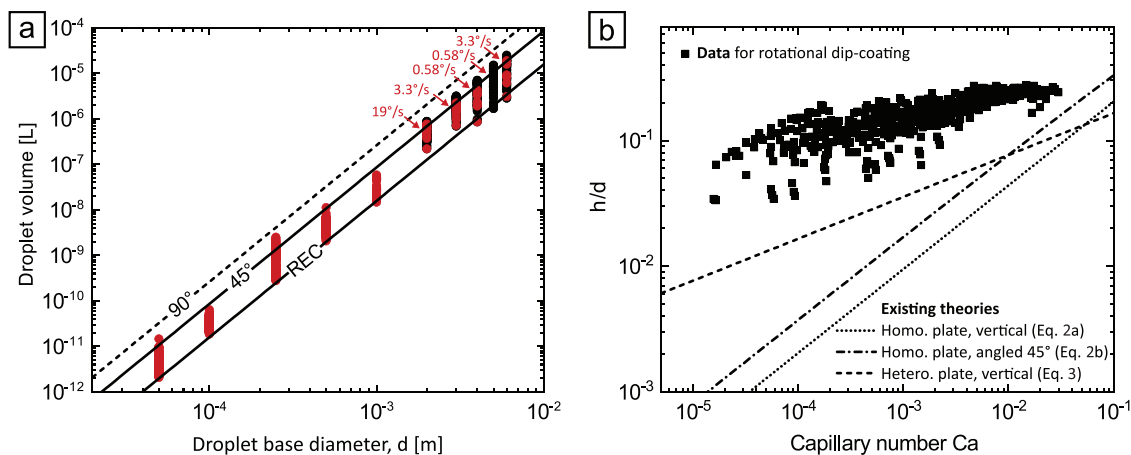 a
10⁻⁴
10⁻⁵
10⁻⁶
10⁻⁷
10⁻⁸
10⁻⁹
10⁻¹⁰
10⁻¹¹
10⁻¹²
Droplet volume [L]
3.3°/s
0.58°/s
0.58°/s
3.3°/s
19°/s
90°
45°
REC
10⁻⁴
10⁻³
10⁻²
Droplet base diameter, d [m]
b
Data for rotational dip-coating
10⁻¹
10⁻²
10⁻³
h/d
Existing theories
Homo. plate, vertical (Eq. 2a)
Homo. plate, angled 45° (Eq. 2b)
Hetero. plate, vertical (Eq. 3)
10⁻⁵
10⁻⁴
10⁻³
10⁻²
10⁻¹
Capillary number Ca